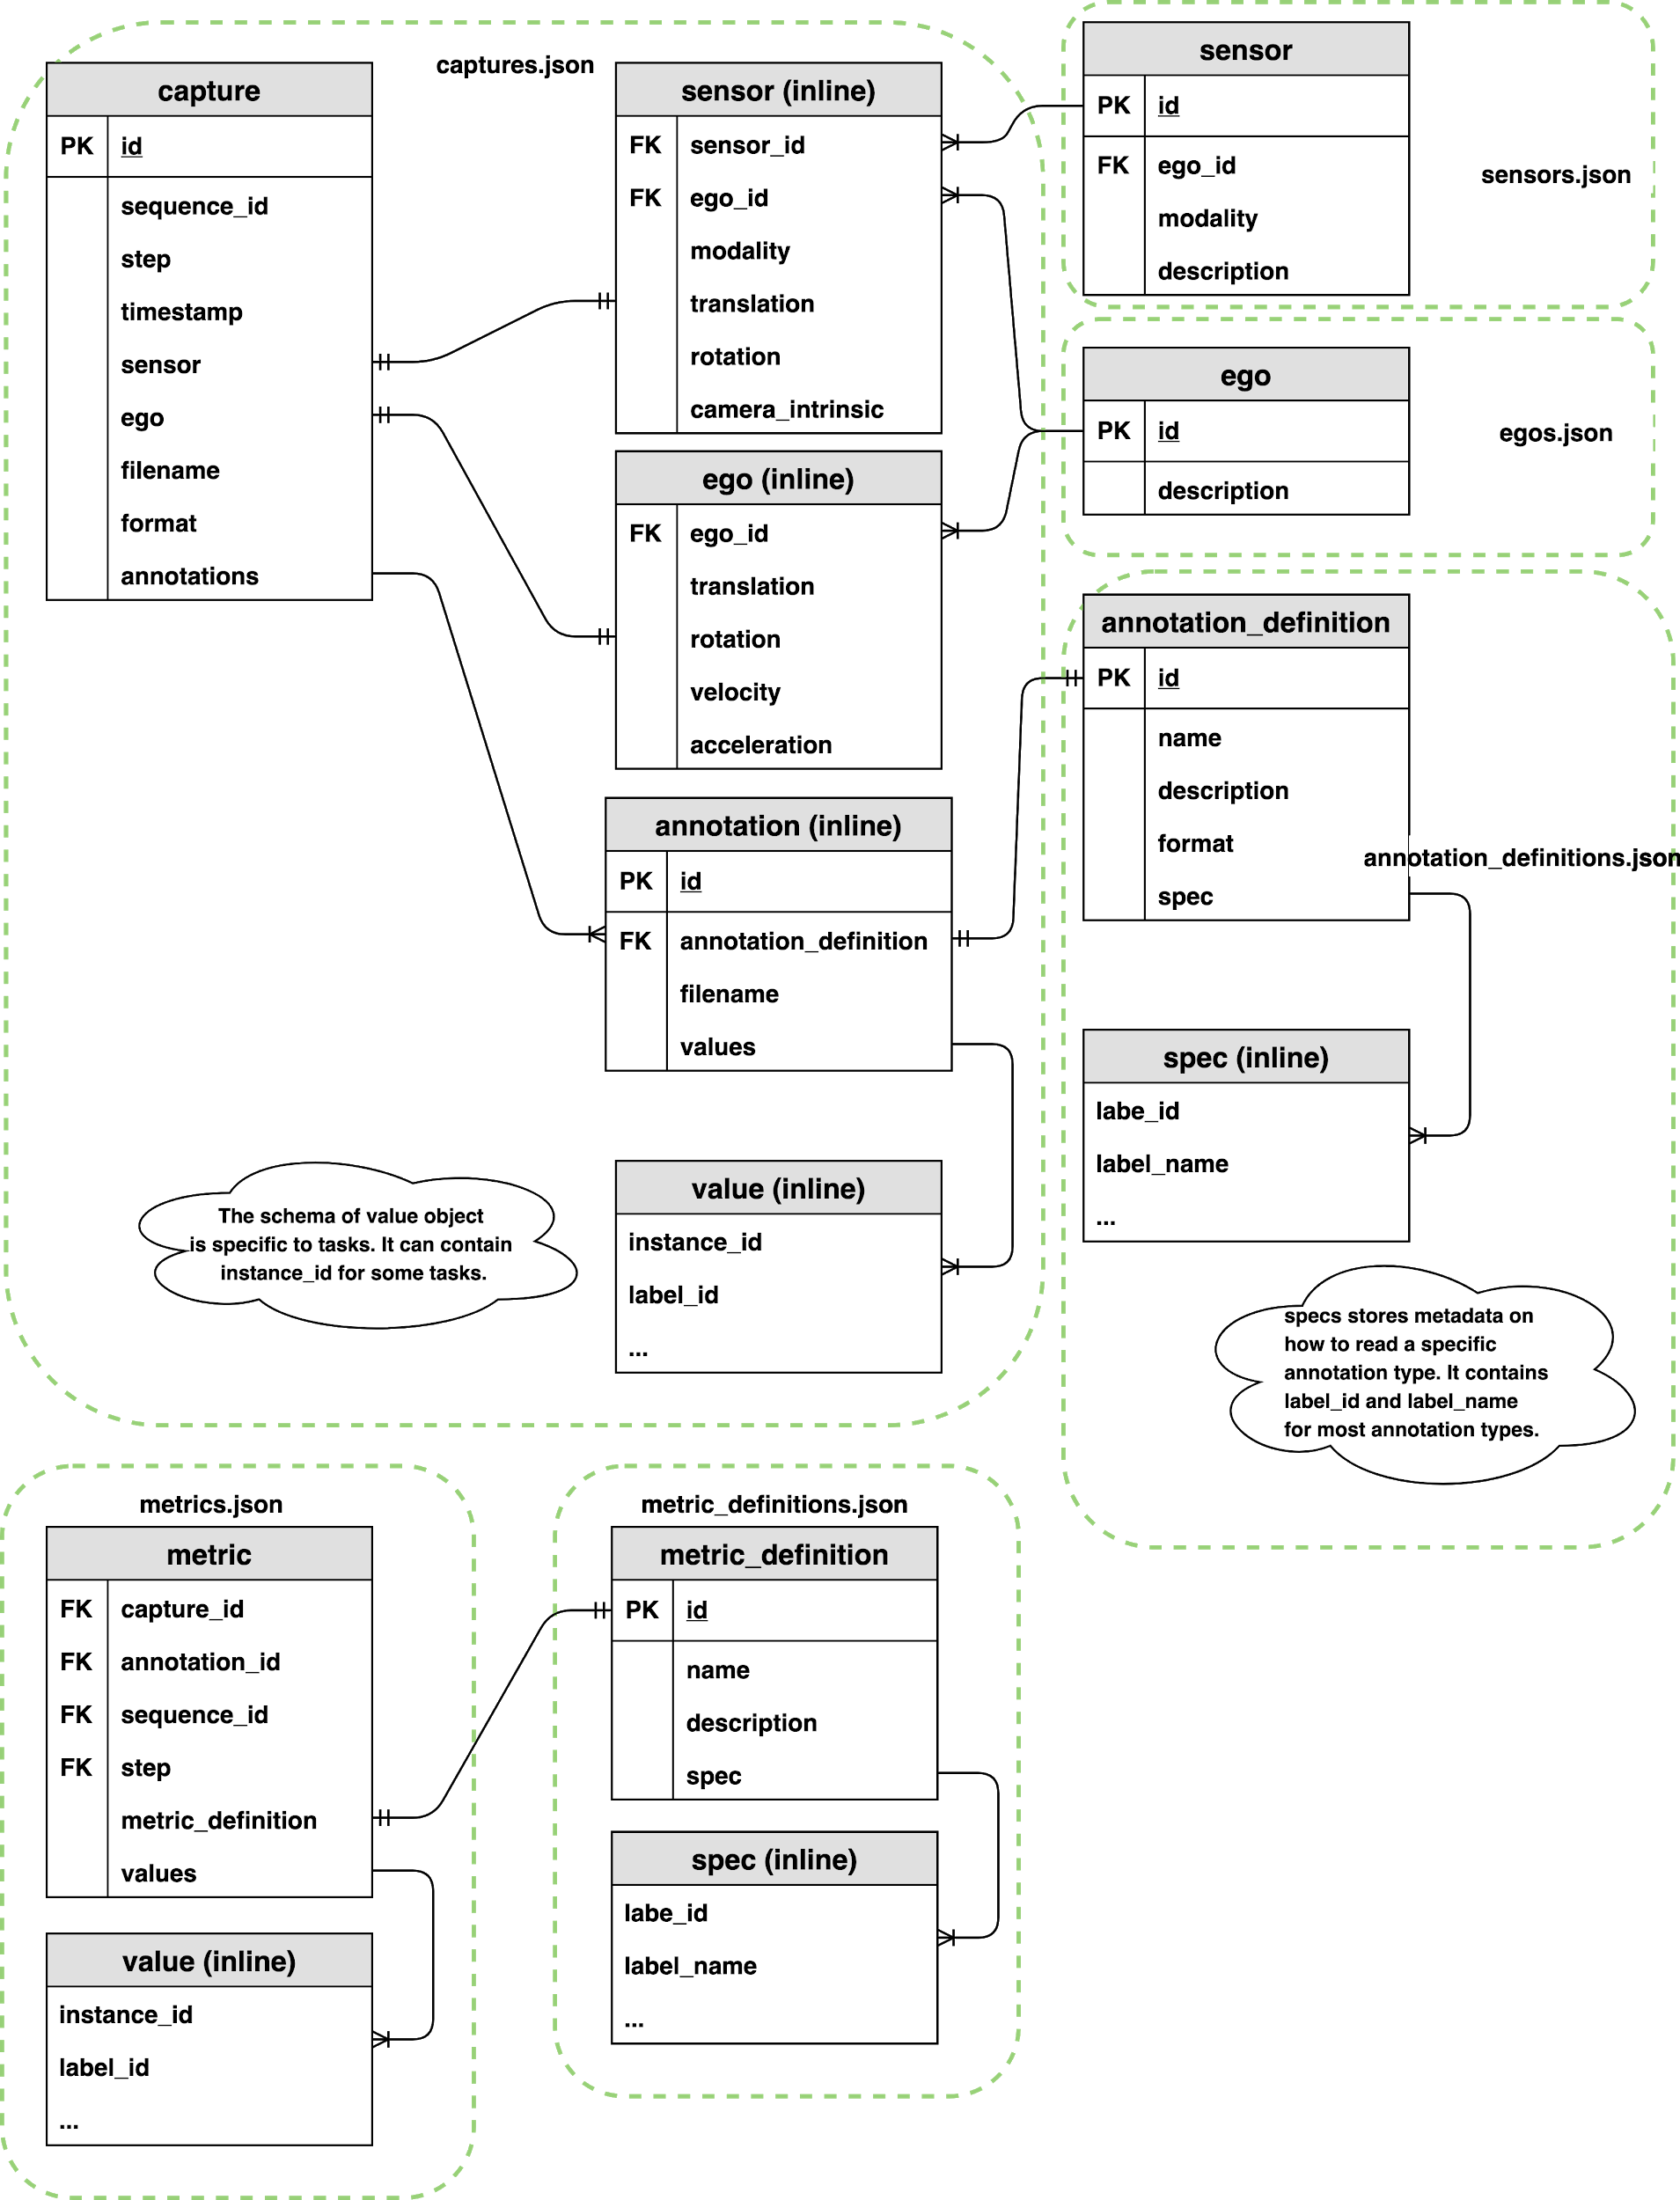 captures.json
capture
PK id
sequence_id
step
timestamp
sensor
ego
filename
format
annotations
sensor (inline)
FK sensor_id
FK ego_id
modality
translation
rotation
camera_intrinsic
ego (inline)
FK ego_id
translation
rotation
velocity
acceleration
annotation (inline)
PK id
FK annotation_definition
filename
values
value (inline)
instance_id
label_id
...
The schema of value object
is specific to tasks. It can contain
instance_id for some tasks.
sensor
PK id
FK ego_id
modality
description
sensors.json
ego
PK id
description
egos.json
annotation_definition
PK id
name
description
format
spec
annotation_definitions.json
spec (inline)
labe_id
label_name
...
specs stores metadata on
how to read a specific
annotation type. It contains
label_id and label_name
for most annotation types.
metrics.json
metric
FK capture_id
FK annotation_id
FK sequence_id
FK step
metric_definition
values
value (inline)
instance_id
label_id
...
metric_definitions.json
metric_definition
PK id
name
description
spec
spec (inline)
labe_id
label_name
...